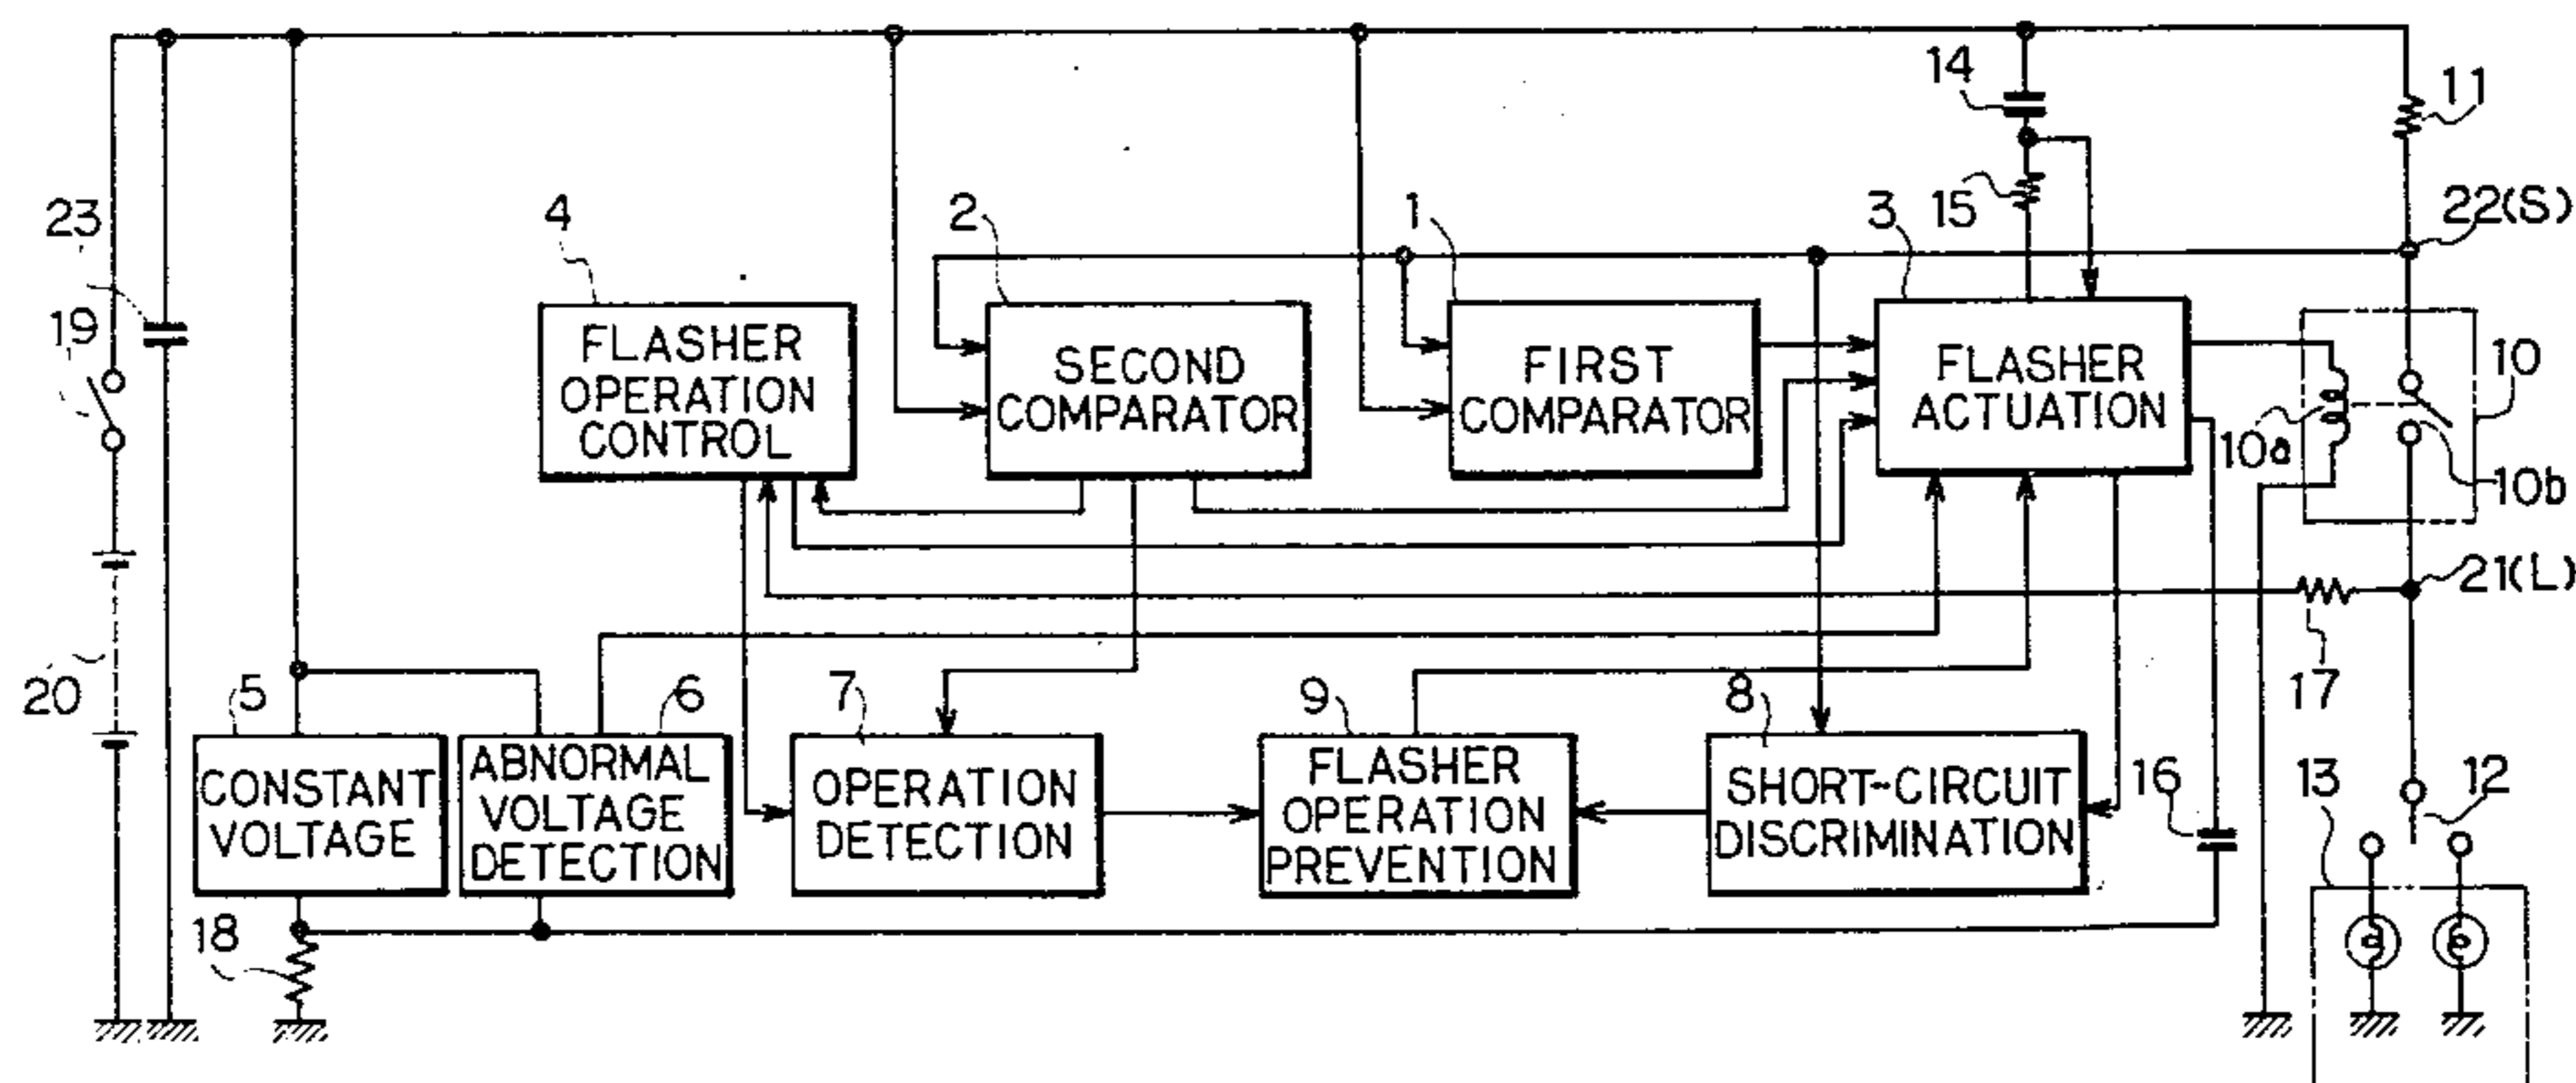 14
11
23
4
2
1
3
15
22(S)
19
FLASHER
OPERATION
CONTROL
SECOND
COMPARATOR
FIRST
COMPARATOR
FLASHER
ACTUATION
10
10a
10b
21(L)
20
5
6
7
9
8
17
16
13
12
CONSTANT
VOLTAGE
ABNORMAL
VOLTAGE
DETECTION
OPERATION
DETECTION
FLASHER
OPERATION
PREVENTION
SHORT-CIRCUIT
DISCRIMINATION
18